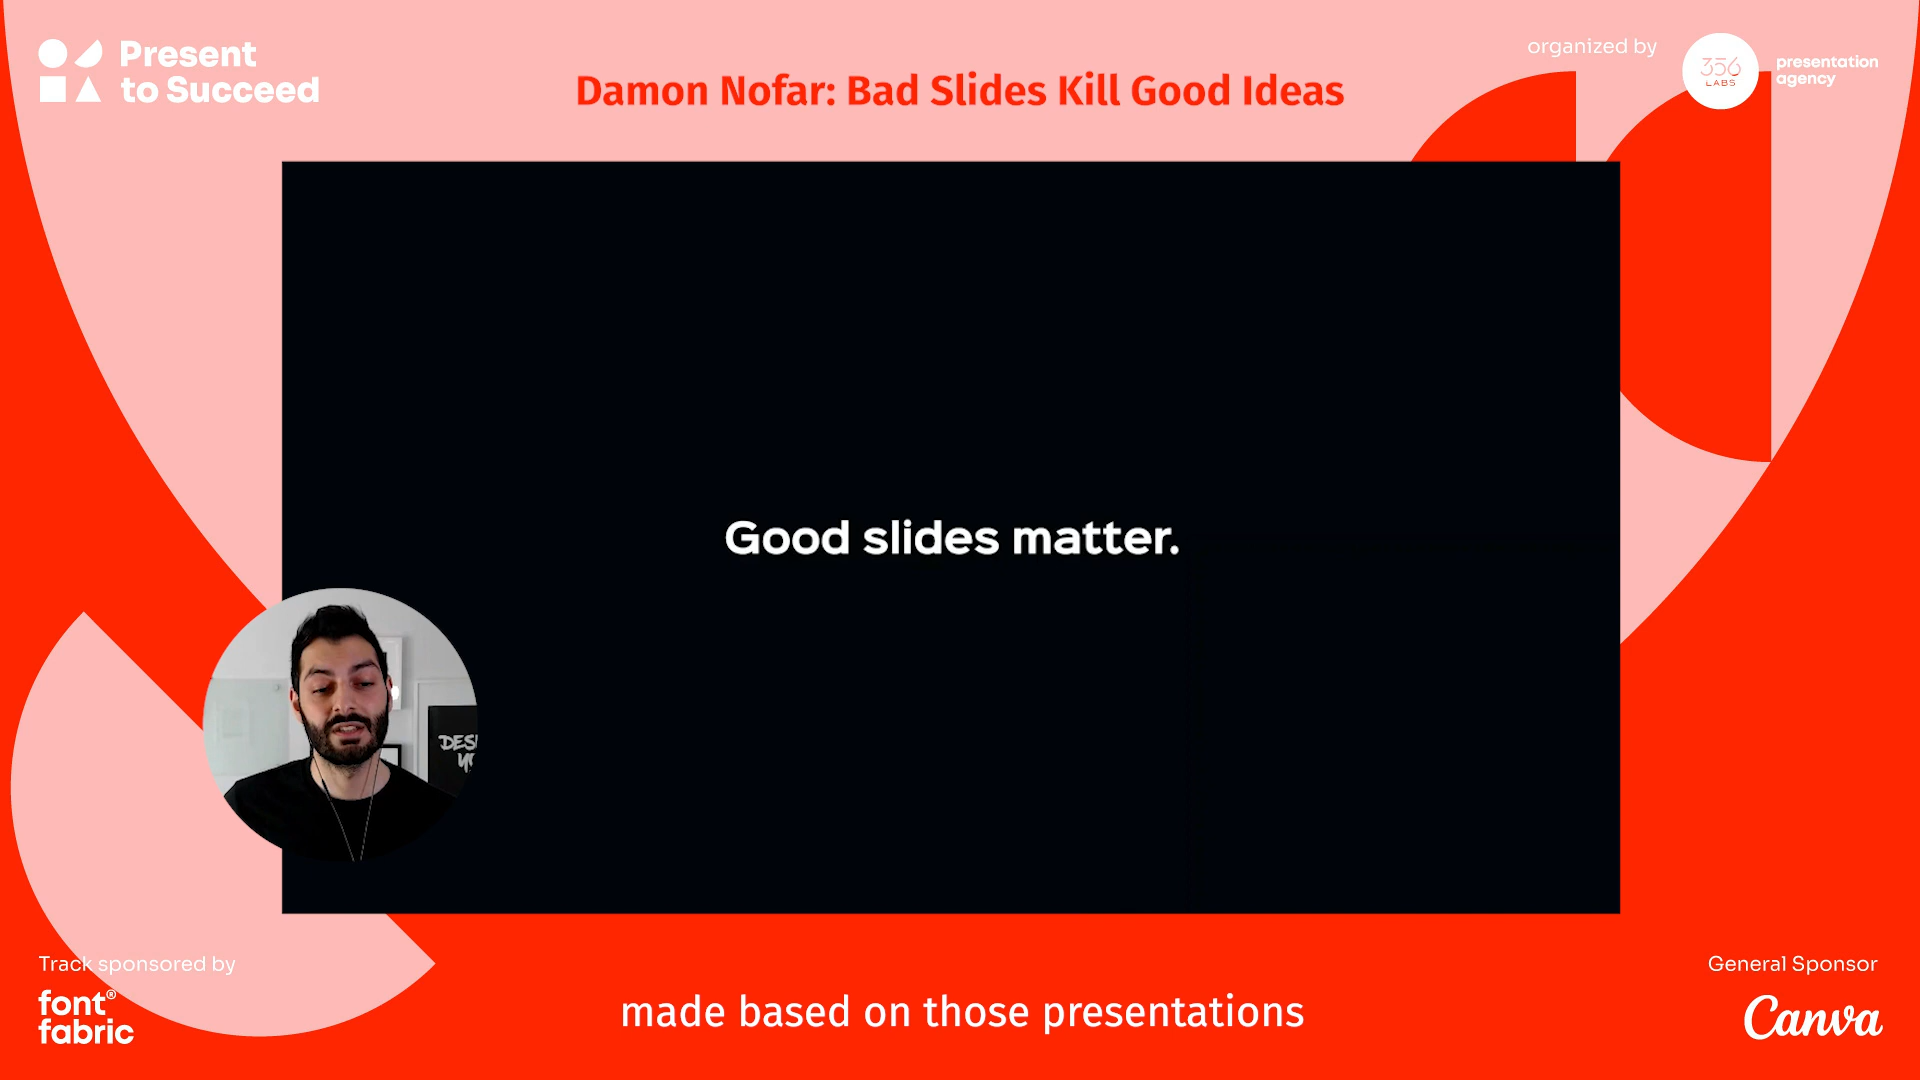 Present
to Succeed
Damon Nofar: Bad Slides Kill Good Ideas
organized by
356
LABS
presentation
agency
Good slides matter.
Track sponsored by
font®
fabric
made based on those presentations
General Sponsor
Canva